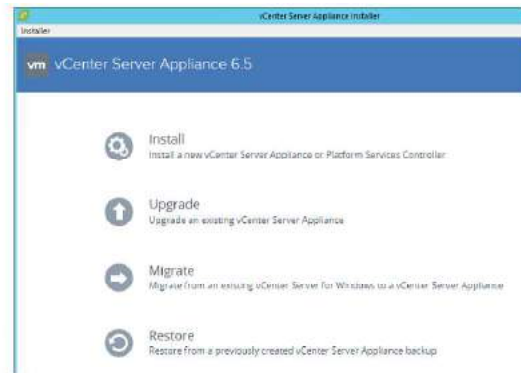 vCenter Server Appliance Installer
Installer
vm vCenter Server Appliance 6.5
Install
Install a new vCenter Server Appliance or Platform Services Controller
Upgrade
Upgrade an existing vCenter Server Appliance
Migrate
Migrate from an existing vCenter Server for Windows to a vCenter Server Appliance
Restore
Restore from a previously created vCenter Server Appliance backup